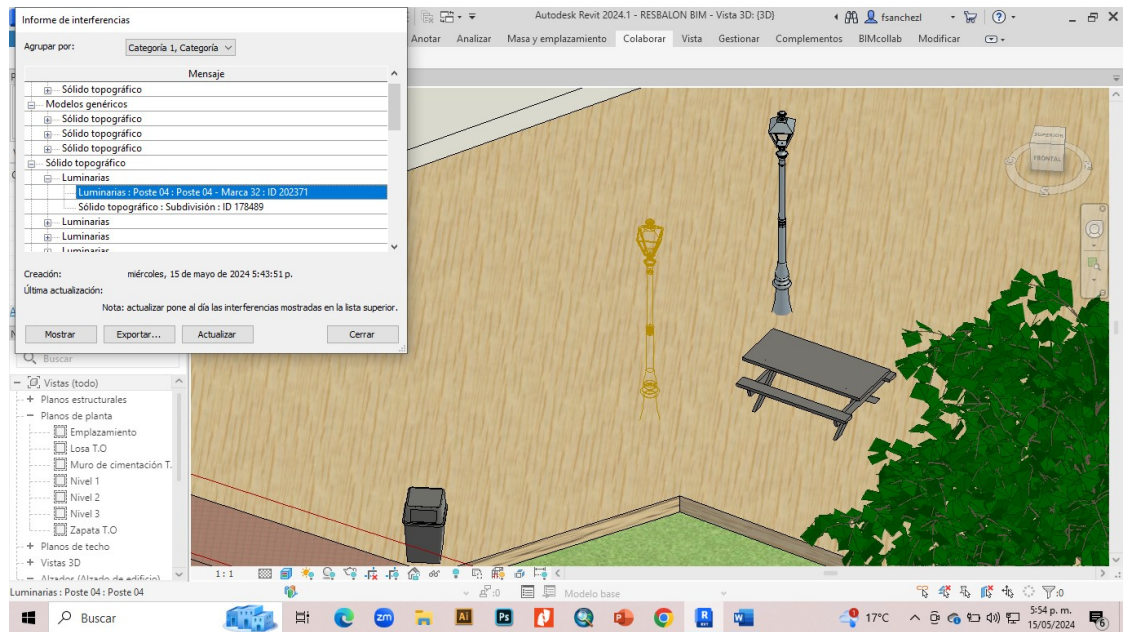 Informe de interferencias
Autodesk Revit 2024.1 - RESBALON BIM - Vista 3D: {3D}
fsanchezl
Anotar Analizar Masa y emplazamiento Colaborar Vista Gestionar Complementos BIMcollab Modificar
Agrupar por: Categoría 1, Categoría
Mensaje
Sólido topográfico
Modelos genéricos
Sólido topográfico
Sólido topográfico
Sólido topográfico
Sólido topográfico
Luminarias
Luminarias : Poste 04 : Poste 04 - Marca 32 : ID 202371
Sólido topográfico : Subdivisión : ID 178489
Luminarias
Luminarias
Luminarias
Creación: miércoles, 15 de mayo de 2024 5:43:51 p.
Última actualización:
Nota: actualizar pone al día las interferencias mostradas en la lista superior.
Mostrar Exportar... Actualizar Cerrar
SUPERIOR
FRONTAL
S
Buscar
Vistas (todo)
Planos estructurales
Planos de planta
Emplazamiento
Losa T.O
Muro de cimentación T.
Nivel 1
Nivel 2
Nivel 3
Zapata T.O
Planos de techo
Vistas 3D
Alzados (Alzado de edificio)
1:1
Luminarias : Poste 04 : Poste 04
:0
Modelo base
:0
Buscar
zm
Ai
Ps
R
17°C
5:54 p. m.
15/05/2024
6